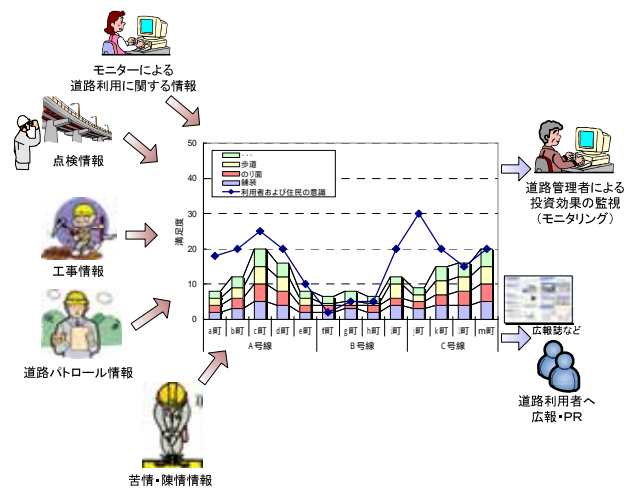 モニターによる
道路利用に関する情報
点検情報
工事情報
道路パトロール情報
苦情・陳情情報
満足度
50
40
30
20
10
0
・・・
歩道
のり面
舗装
利用者および住民の意識
a町 b町 c町 d町 e町 f町 g町 h町 i町 j町 k町 l町 m町
A号線 B号線 C号線
道路管理者による
投資効果の監視
（モニタリング）
広報誌など
道路利用者へ
広報・PR